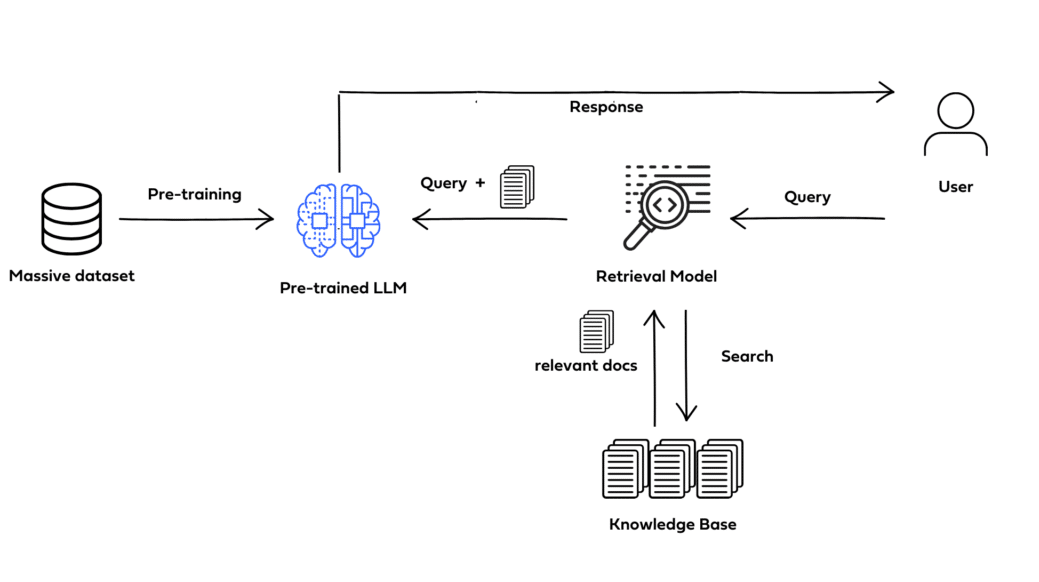 Response
Pre-training
Query +
Query
User
Massive dataset
Pre-trained LLM
Retrieval Model
relevant docs
Search
Knowledge Base